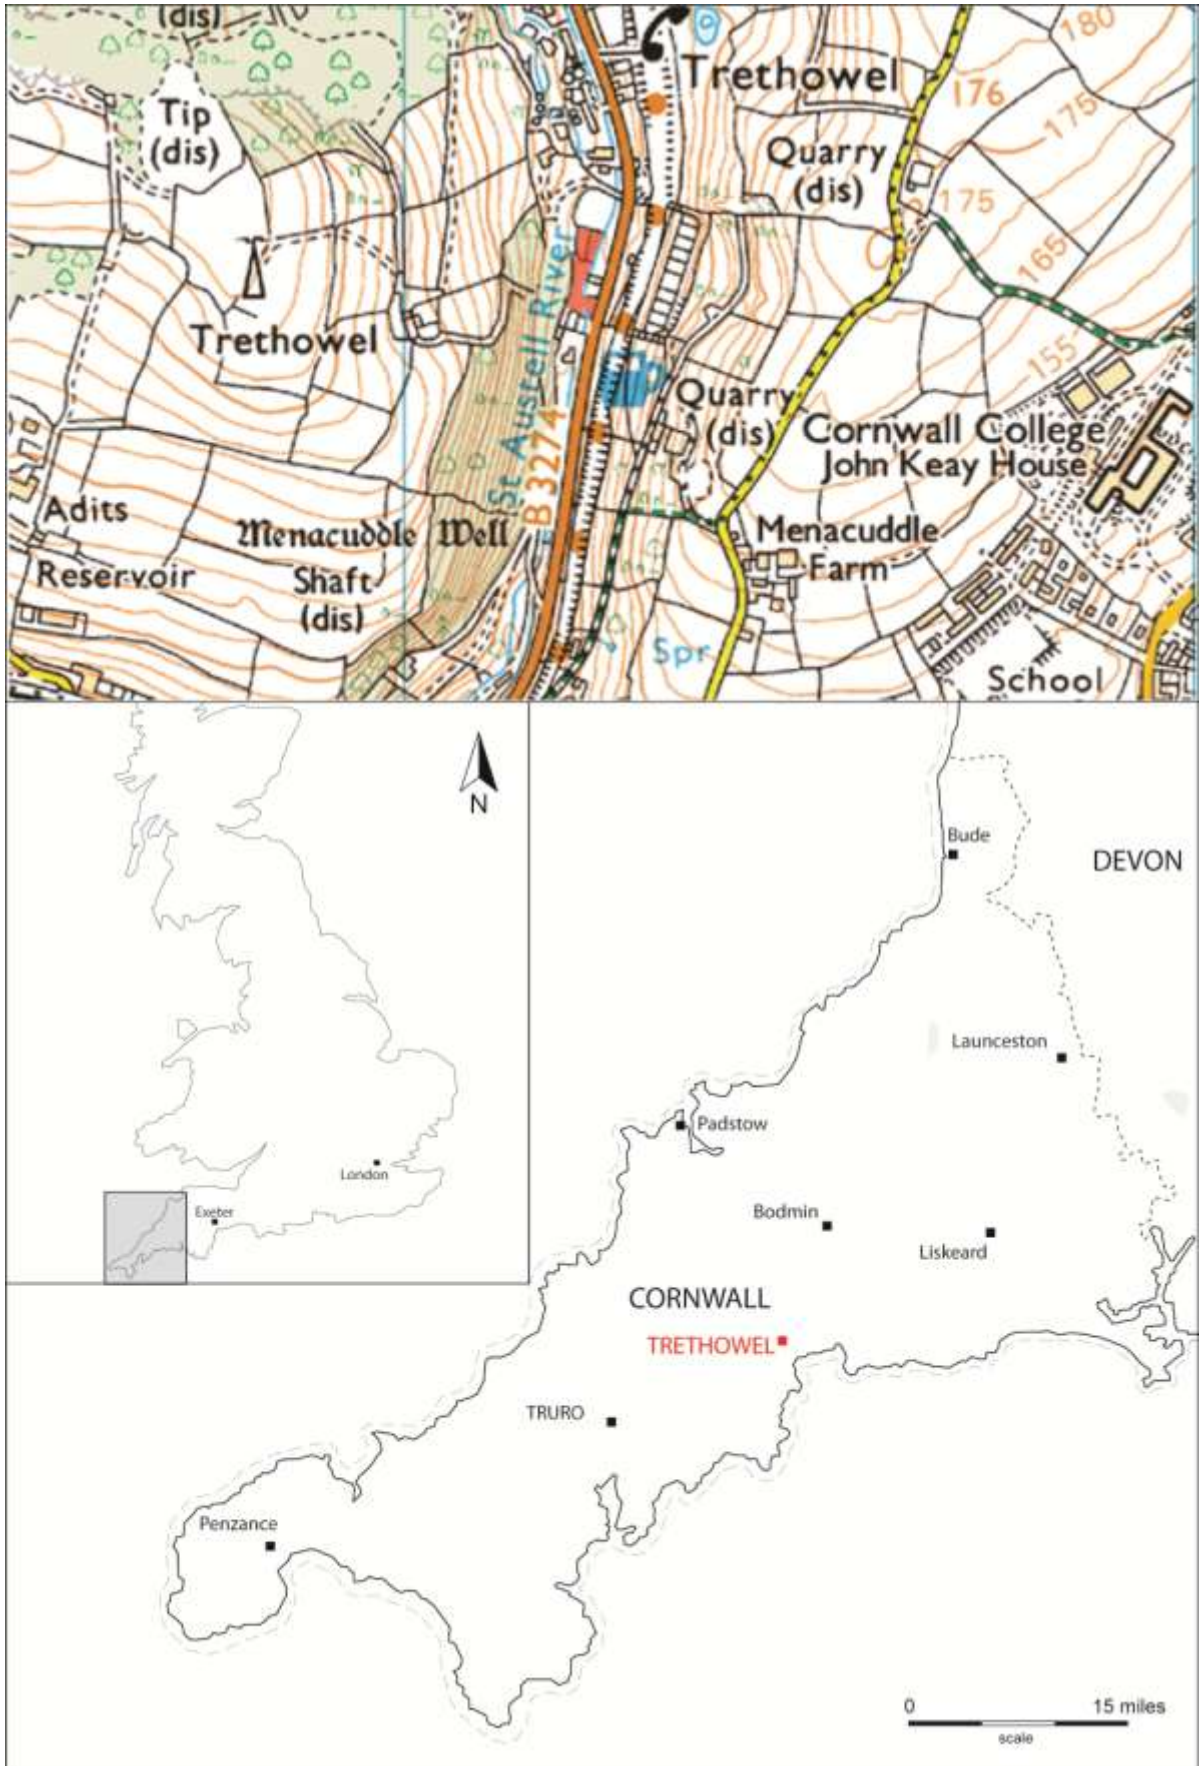 (dis)
Tip
(dis)
Trethowel
Quarry
(dis)
176
180
175
175
165
155
Trethowel
St Austell River
B 3274
Quarry
(dis)
Cornwall College
John Keay House
Adits
Reservoir
Menacuddle Well
Shaft
(dis)
Menacuddle
Farm
Spr
School
N
London
Exeter
Bude
DEVON
Launceston
Padstow
Bodmin
Liskeard
CORNWALL
TRETHOWEL
TRURO
Penzance
0 15 miles
scale